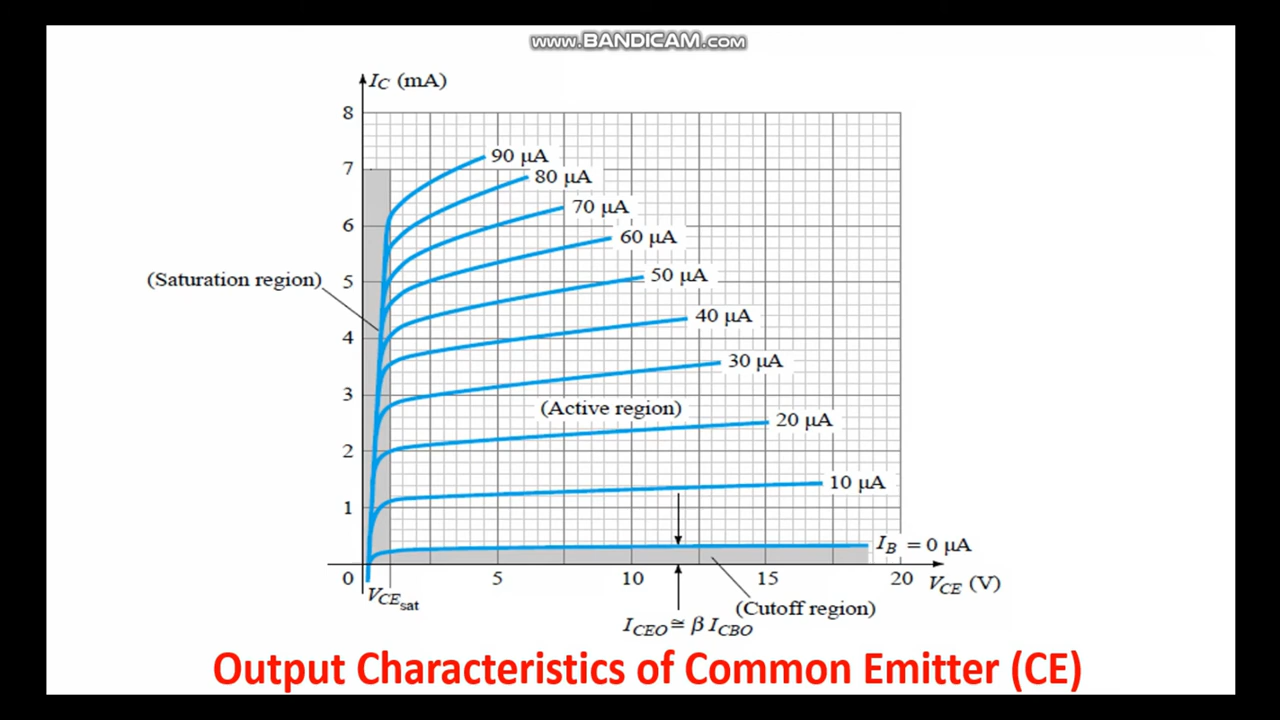 www.BANDICAM.com
I_C (mA)
8
90 μA
7
80 μA
70 μA
6
60 μA
(Saturation region)
5
50 μA
40 μA
4
30 μA
3
(Active region)
20 μA
2
10 μA
1
I_B = 0 μA
0
5
10
15
20
V_CE (V)
V_CEsat
(Cutoff region)
I_CEO ≅ β I_CBO
Output Characteristics of Common Emitter (CE)